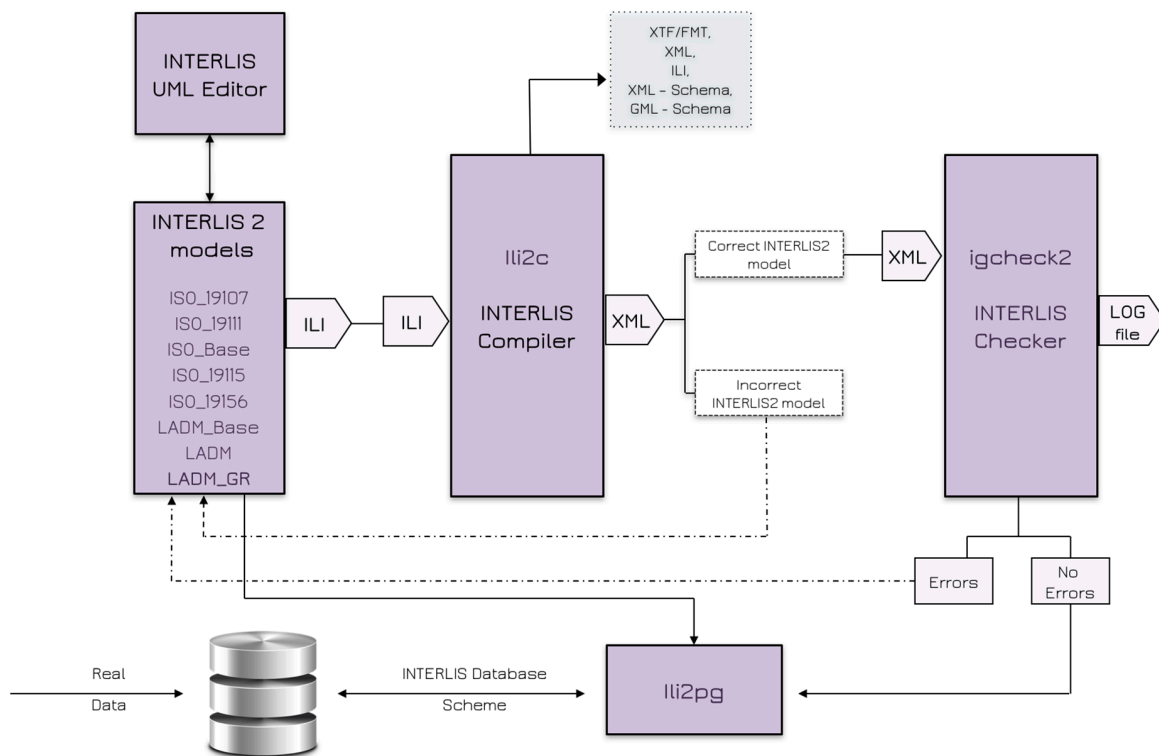 INTERLIS
UML Editor
XTF/FMT,
XML,
ILI,
XML - Schema,
GML - Schema
INTERLIS 2
models
ISO_19107
ISO_19111
ISO_Base
ISO_19115
ISO_19156
LADM_Base
LADM
LADM_GR
ILI
ILI
Ili2c
INTERLIS
Compiler
XML
Correct INTERLIS2
model
Incorrect
INTERLIS2 model
XML
igcheck2
INTERLIS
Checker
LOG
file
Errors
No
Errors
Real
Data
INTERLIS Database
Scheme
Ili2pg